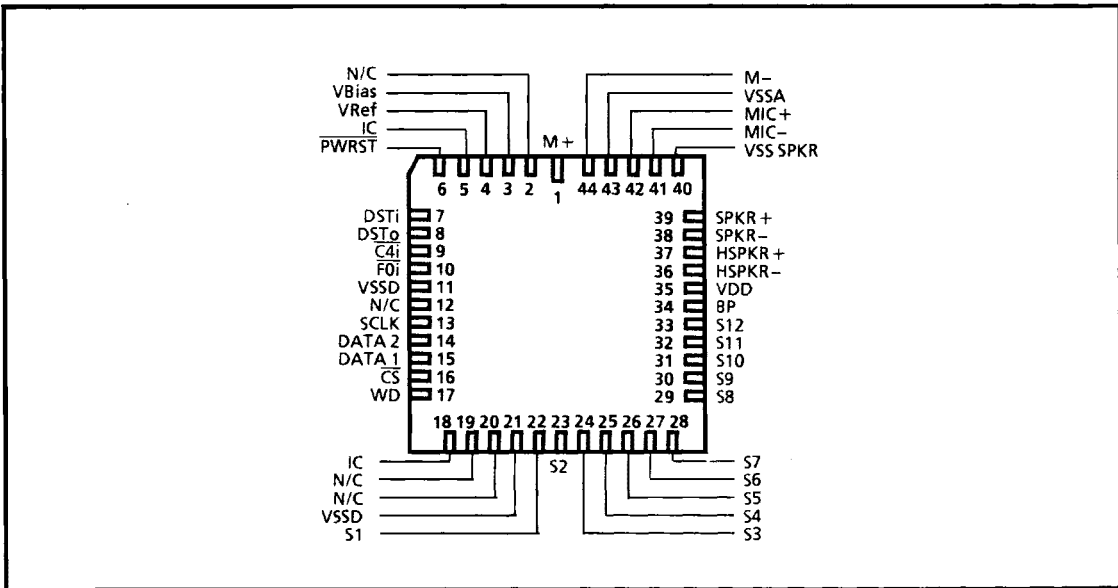 N/C
VBias
VRef
IC
PWRST
M+
M-
VSSA
MIC+
MIC-
VSS SPKR
6 5 4 3 2 1 44 43 42 41 40
DSTi 7
DSTo 8
C4i 9
F0i 10
VSSD 11
N/C 12
SCLK 13
DATA 2 14
DATA 1 15
CS 16
WD 17
39 SPKR+
38 SPKR-
37 HSPKR+
36 HSPKR-
35 VDD
34 BP
33 S12
32 S11
31 S10
30 S9
29 S8
18 19 20 21 22 23 24 25 26 27 28
IC
N/C
N/C
VSSD
S1
S2
S7
S6
S5
S4
S3